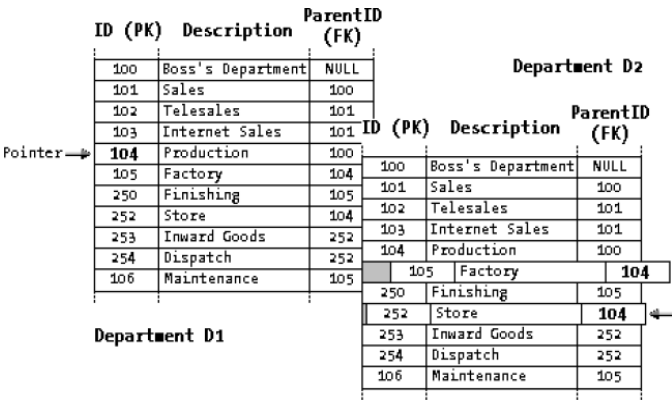 ID (PK) Description ParentID (FK)
100 Boss's Department NULL
101 Sales 100
102 Telesales 101
103 Internet Sales 101
Pointer 104 Production 100
105 Factory 104
250 Finishing 105
252 Store 104
253 Inward Goods 252
254 Dispatch 252
106 Maintenance 105
Department D1
Department D2
ID (PK) Description ParentID (FK)
100 Boss's Department NULL
101 Sales 100
102 Telesales 101
103 Internet Sales 101
104 Production 100
105 Factory 104
250 Finishing 105
252 Store 104
253 Inward Goods 252
254 Dispatch 252
106 Maintenance 105